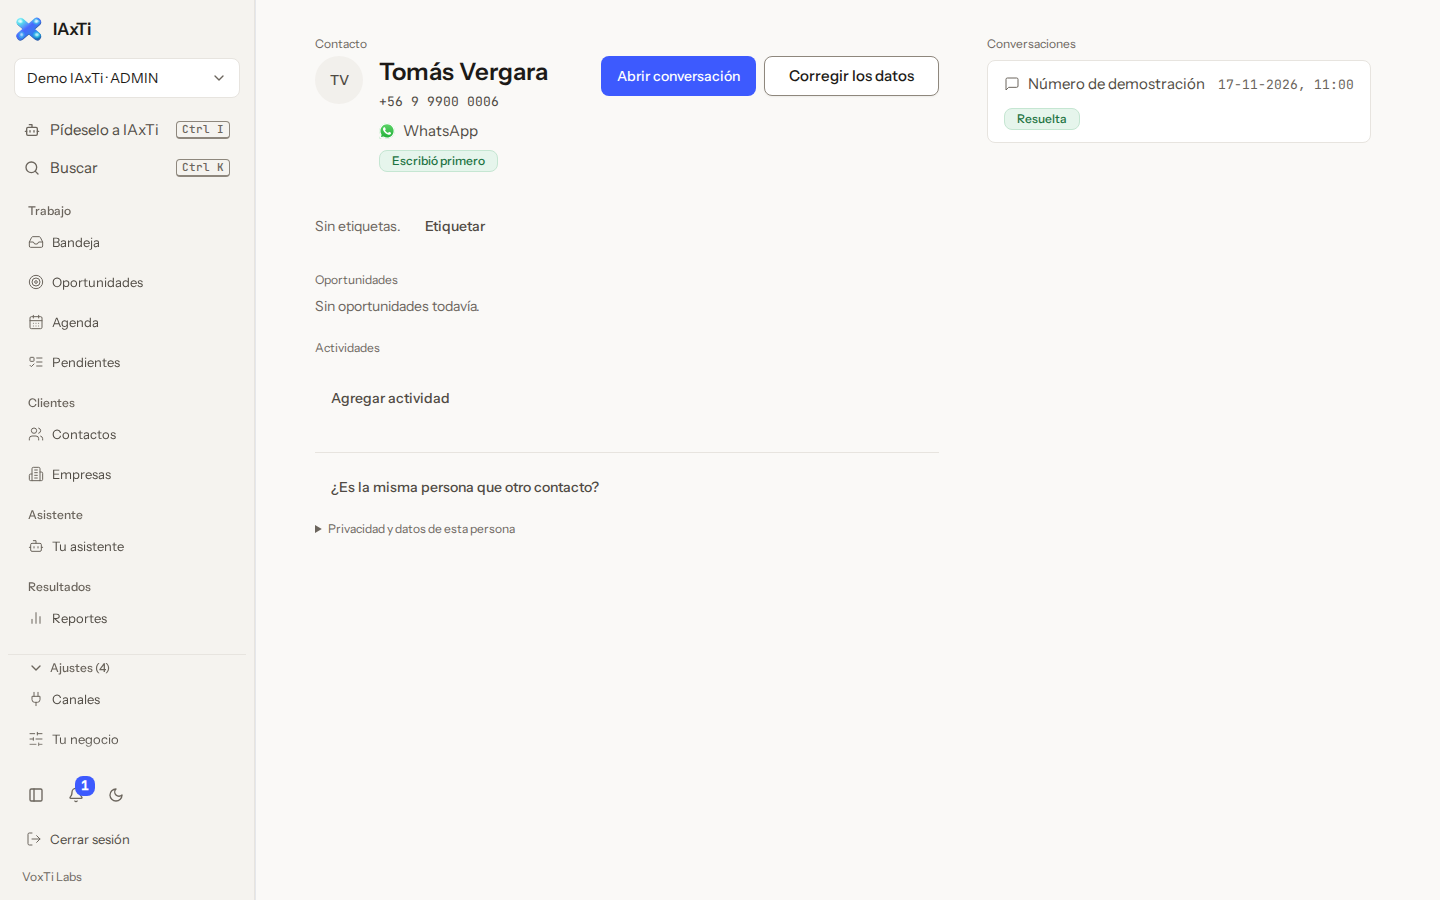 IAxTi
Demo IAxTi · ADMIN
Pídeselo a IAxTi Ctrl I
Buscar Ctrl K
Trabajo
Bandeja
Oportunidades
Agenda
Pendientes
Clientes
Contactos
Empresas
Asistente
Tu asistente
Resultados
Reportes
Ajustes (4)
Canales
Tu negocio
1
Cerrar sesión
VoxTi Labs
Contacto
TV
Tomás Vergara
+56 9 9900 0006
WhatsApp
Escribió primero
Abrir conversación
Corregir los datos
Sin etiquetas. Etiquetar
Oportunidades
Sin oportunidades todavía.
Actividades
Agregar actividad
¿Es la misma persona que otro contacto?
Privacidad y datos de esta persona
Conversaciones
Número de demostración 17-11-2026, 11:00
Resuelta